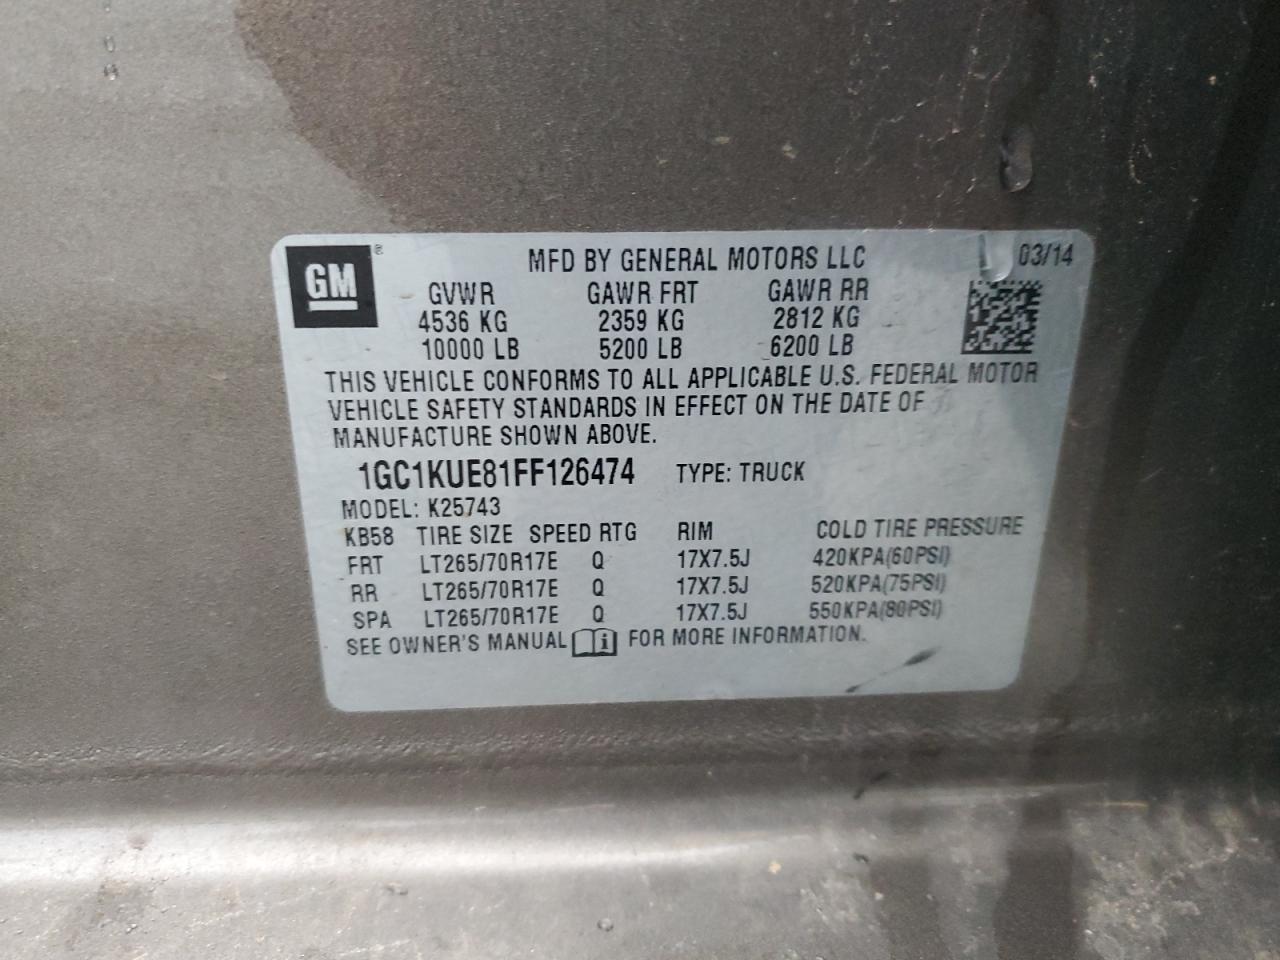 GM ® MFD BY GENERAL MOTORS LLC 03/14
GVWR GAWR FRT GAWR RR
4536 KG 2359 KG 2812 KG
10000 LB 5200 LB 6200 LB
THIS VEHICLE CONFORMS TO ALL APPLICABLE U.S. FEDERAL MOTOR
VEHICLE SAFETY STANDARDS IN EFFECT ON THE DATE OF
MANUFACTURE SHOWN ABOVE.
1GC1KUE81FF126474 TYPE: TRUCK
MODEL: K25743
KB58 TIRE SIZE SPEED RTG RIM COLD TIRE PRESSURE
FRT LT265/70R17E Q 17X7.5J 420KPA(60PSI)
RR LT265/70R17E Q 17X7.5J 520KPA(75PSI)
SPA LT265/70R17E Q 17X7.5J 550KPA(80PSI)
SEE OWNER'S MANUAL i FOR MORE INFORMATION.